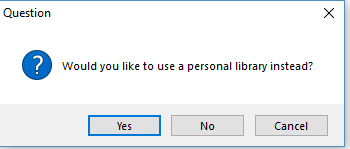 Question
Would you like to use a personal library instead?
Yes No Cancel